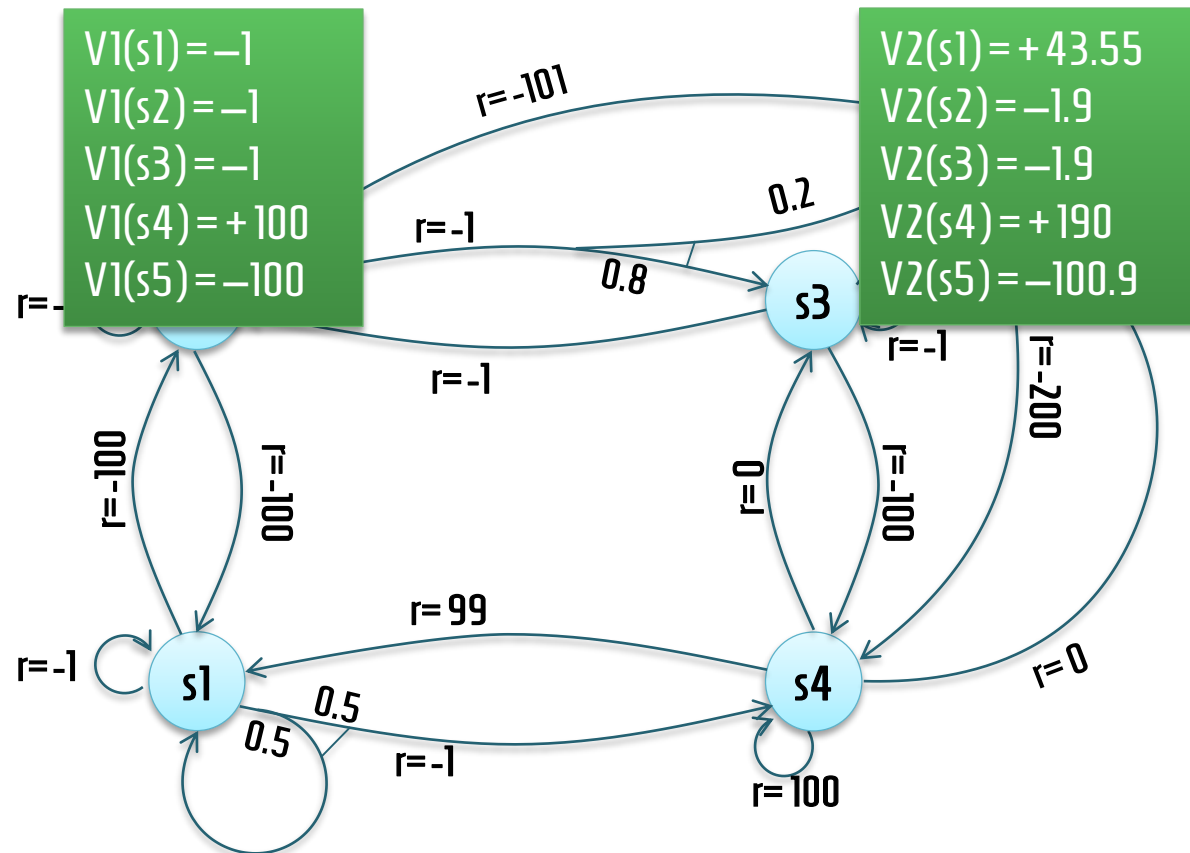 V1(s1) = –1
V1(s2) = –1
V1(s3) = –1
V1(s4) = +100
V1(s5) = –100
V2(s1) = +43.55
V2(s2) = –1.9
V2(s3) = –1.9
V2(s4) = +190
V2(s5) = –100.9
r= -101
0.2
r= -1
0.8
s3
r= -
r= -1
r= -1
r= -200
r= -100
r= -100
r= 0
r= -100
r= 99
r= -1
s1
s4
r= 0
0.5
0.5
r= -1
r= 100